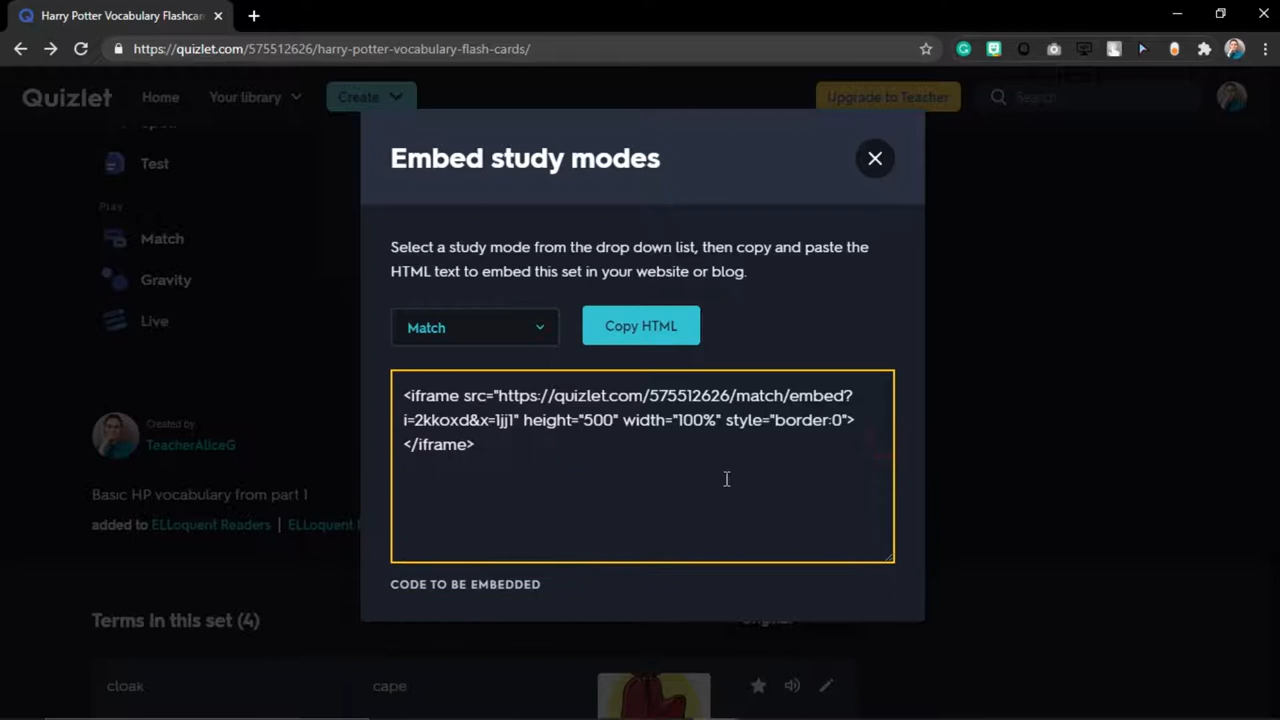 Harry Potter Vocabulary Flashcar
https://quizlet.com/575512626/harry-potter-vocabulary-flash-cards/
Quizlet
Home
Your library
Create
Upgrade to Teacher
Search
Embed study modes
Test
Select a study mode from the drop down list, then copy and paste the
HTML text to embed this set in your website or blog.
Play
Match
Gravity
Live
Match
Copy HTML
<iframe src="https://quizlet.com/575512626/match/embed?
i=2kkoxd&x=1jj1" height="500" width="100%" style="border:0">
</iframe>
Created by
TeacherAliceG
Basic HP vocabulary from part 1
added to ELLoquent Readers | ELLoquent
CODE TO BE EMBEDDED
Terms in this set (4)
cloak
cape